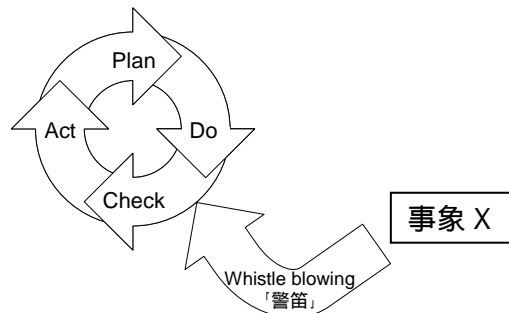 Plan
Act
Do
Check
事象 X
Whistle blowing
「警笛」